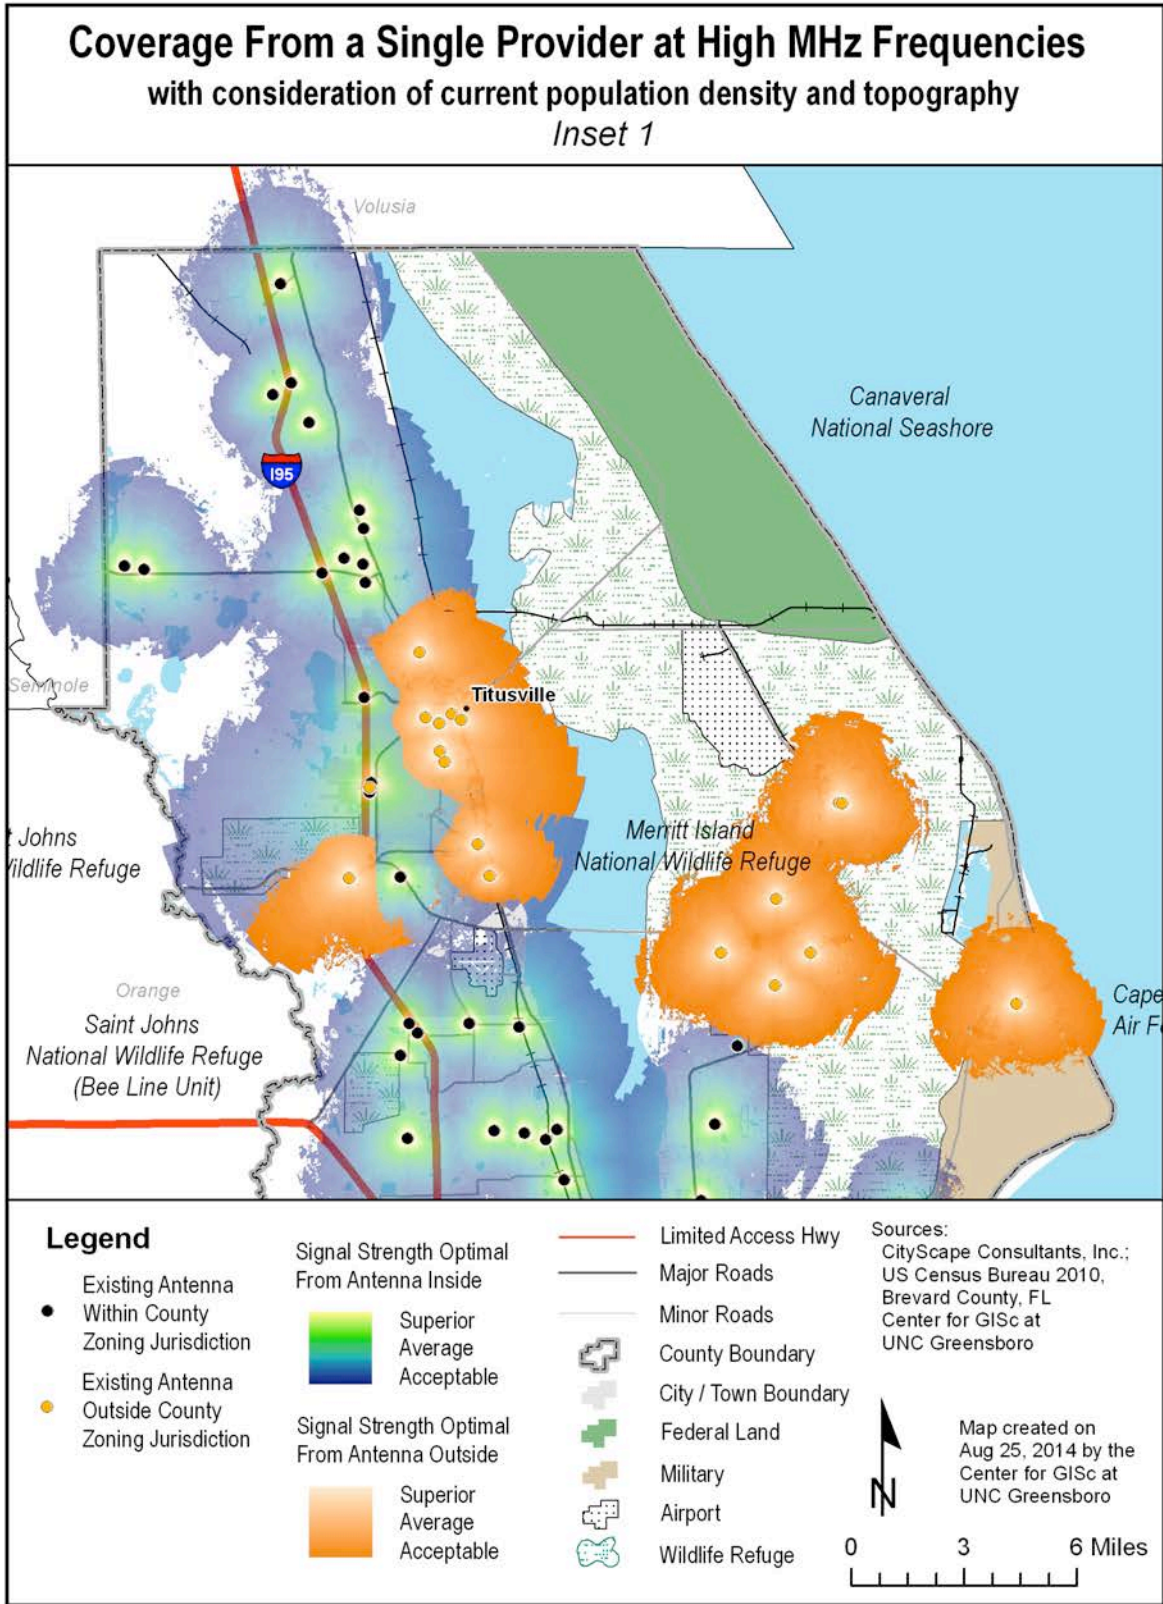 Coverage From a Single Provider at High MHz Frequencies
with consideration of current population density and topography
Inset 1
Volusia
Canaveral
National Seashore
195
Seminole
Titusville
t Johns
Wildlife Refuge
Merritt Island
National Wildlife Refuge
Orange
Saint Johns
National Wildlife Refuge
(Bee Line Unit)
Cape
Air F
Legend
Existing Antenna
Within County
Zoning Jurisdiction
Existing Antenna
Outside County
Zoning Jurisdiction
Signal Strength Optimal
From Antenna Inside
Superior
Average
Acceptable
Signal Strength Optimal
From Antenna Outside
Superior
Average
Acceptable
Limited Access Hwy
Major Roads
Minor Roads
County Boundary
City / Town Boundary
Federal Land
Military
Airport
Wildlife Refuge
Sources:
CityScape Consultants, Inc.;
US Census Bureau 2010,
Brevard County, FL
Center for GISc at
UNC Greensboro
N
Map created on
Aug 25, 2014 by the
Center for GISc at
UNC Greensboro
0 3 6 Miles